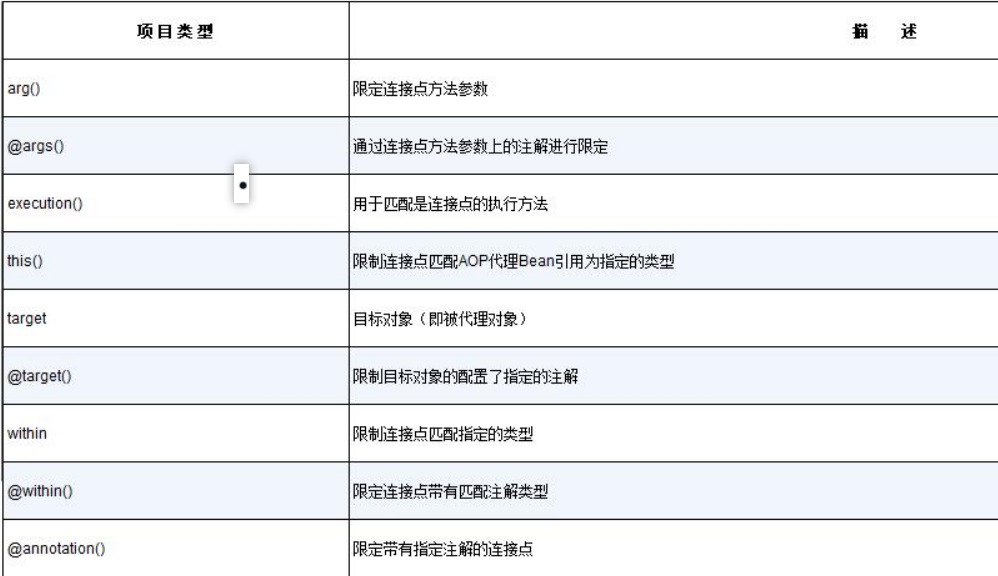 项目类型 描 述
arg() 限定连接点方法参数
@args() 通过连接点方法参数上的注解进行限定
execution() 用于匹配是连接点的执行方法
this() 限制连接点匹配AOP代理Bean引用为指定的类型
target 目标对象（即被代理对象）
@target() 限制目标对象的配置了指定的注解
within 限制连接点匹配指定的类型
@within() 限定连接点带有匹配注解类型
@annotation() 限定带有指定注解的连接点